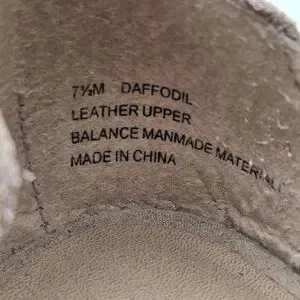 7½M DAFFODIL
LEATHER UPPER
BALANCE MANMADE MATERIAL
MADE IN CHINA